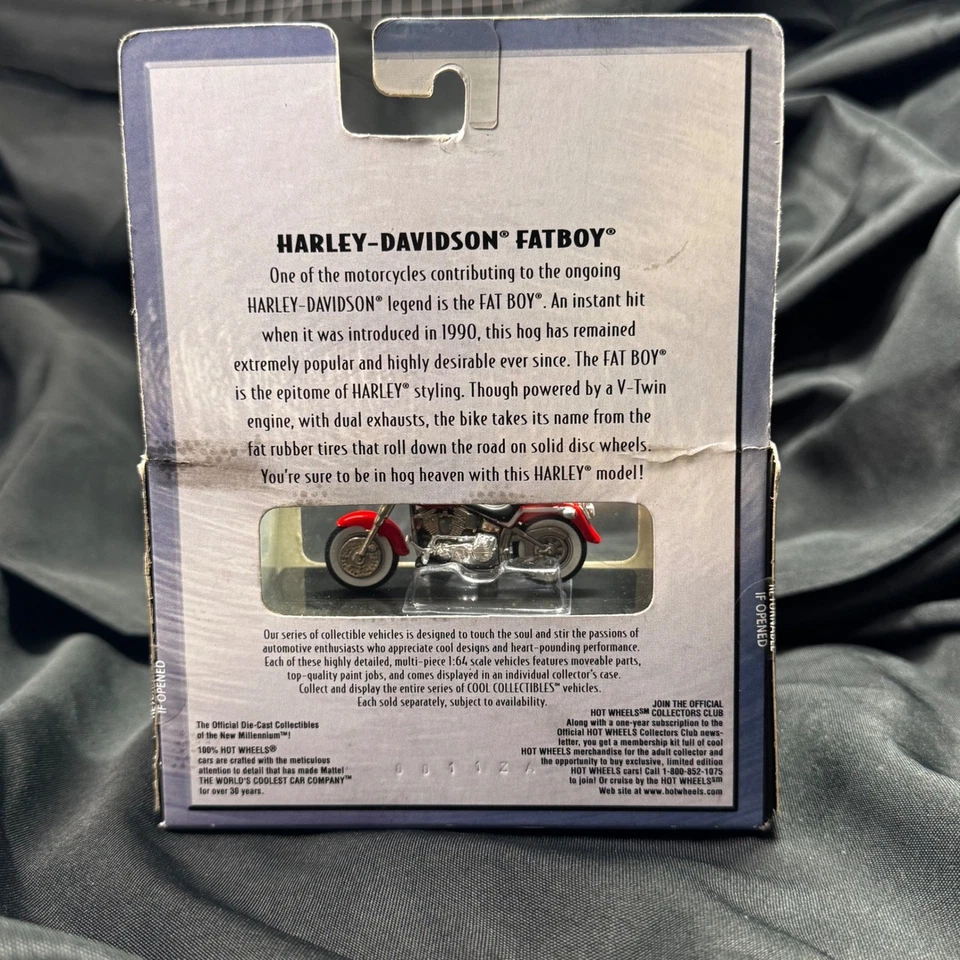 HARLEY-DAVIDSON® FATBOY®
One of the motorcycles contributing to the ongoing
HARLEY-DAVIDSON® legend is the FAT BOY®. An instant hit
when it was introduced in 1990, this hog has remained
extremely popular and highly desirable ever since. The FAT BOY®
is the epitome of HARLEY® styling. Though powered by a V-Twin
engine, with dual exhausts, the bike takes its name from the
fat rubber tires that roll down the road on solid disc wheels.
You're sure to be in hog heaven with this HARLEY® model!
Our series of collectible vehicles is designed to touch the soul and stir the passions of
automotive enthusiasts who appreciate cool designs and heart-pounding performance.
Each of these highly detailed, multi-piece 1:64 scale vehicles features moveable parts,
top-quality paint jobs, and comes displayed in an individual collector's case.
Collect and display the entire series of COOL COLLECTIBLES™ vehicles.
Each sold separately, subject to availability.
The Official Die-Cast Collectibles
of the New Millennium™!
100% HOT WHEELS®
cars are crafted with the meticulous
attention to detail that has made Mattel
THE WORLD'S COOLEST CAR COMPANY™
for over 30 years.
JOIN THE OFFICIAL
HOT WHEELS℠ COLLECTORS CLUB
Along with a one-year subscription to the
Official HOT WHEELS Collectors Club news-
letter, you get a membership kit full of cool
HOT WHEELS merchandise for the adult collector and
the opportunity to buy exclusive, limited edition
HOT WHEELS cars! Call 1-800-852-1075
to join! Or cruise by the HOT WHEELS℠
Web site at www.hotwheels.com
IF OPENED
IF OPENED